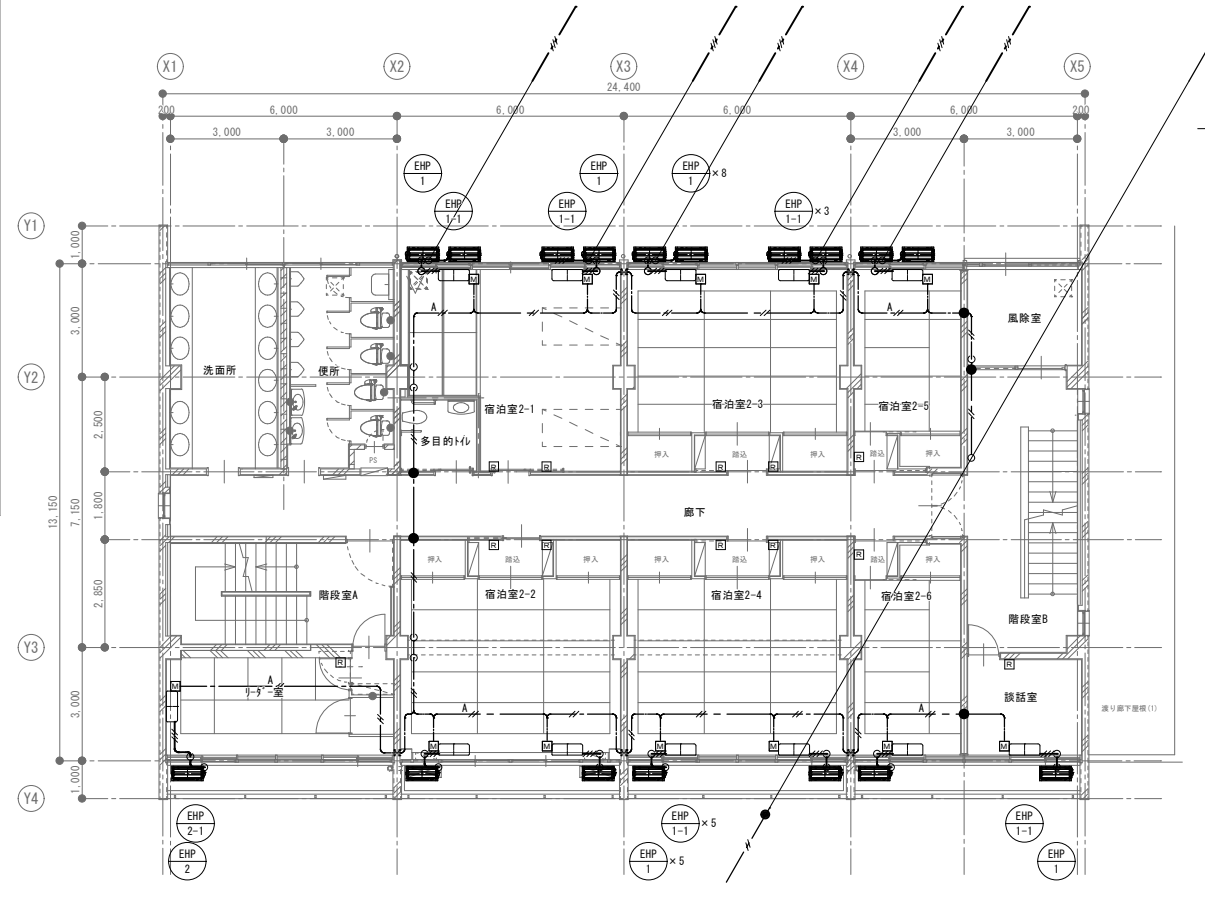 X1
X2
X3
X4
X5
24,400
200
6,000
6,000
6,000
6,000
200
3,000
3,000
3,000
3,000
EHP
1
EHP
1
EHP
1
×8
EHP
1-1
EHP
1-1
EHP
1-1
×3
Y1
1,000
M
M
M
M
M
A
A
3,000
風除室
洗面所
便所
Y2
宿泊室2-1
宿泊室2-3
宿泊室2-5
多目的トイレ
2,500
押入
踏込
押入
踏込
押入
PS
R
R
R
R
R
13,150
7,150
1,800
廊下
R
R
R
R
R
押入
踏込
押入
押入
踏込
押入
踏込
押入
2,850
階段室A
宿泊室2-2
宿泊室2-4
宿泊室2-6
階段室B
Y3
R
R
A
M
リーダー室
3,000
談話室
A
A
渡り廊下屋根(1)
M
M
M
M
M
M
1,000
Y4
EHP
2-1
EHP
1-1
×5
EHP
1-1
EHP
2
EHP
1
×5
EHP
1